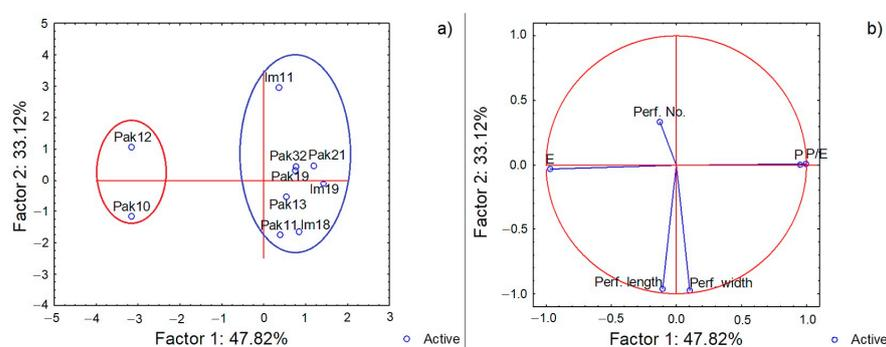 a)
5
4
3
2
1
0
−1
−2
−3
−4
Factor 2: 33.12%
Im11
Pak12
Pak32 Pak21
Pak19
Im19
Pak10
Pak13
Pak11 Im18
−5 −4 −3 −2 −1 0 1 2 3
Factor 1: 47.82%
Active
b)
1.0
0.5
0.0
−0.5
−1.0
Factor 2: 33.12%
Perf. No.
E
P P/E
Perf. length
Perf. width
−1.0 −0.5 0.0 0.5 1.0
Factor 1: 47.82%
Active